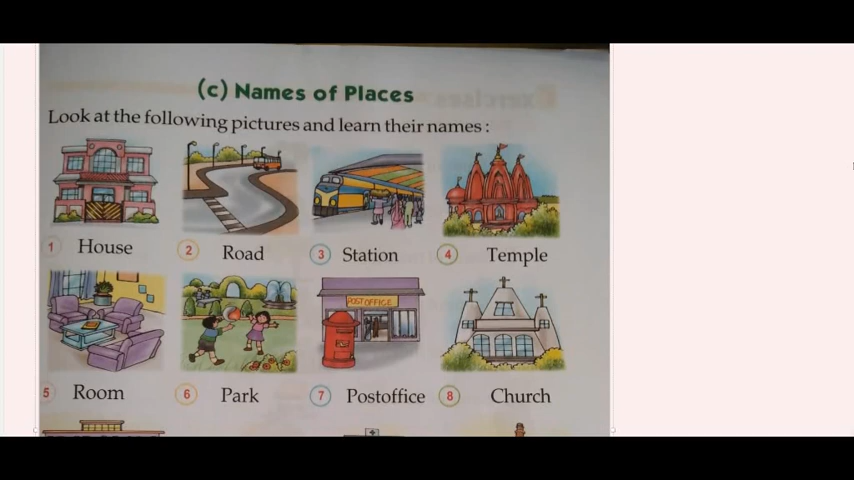 (c) Names of Places
Look at the following pictures and learn their names :
1 House 2 Road 3 Station 4 Temple
POST OFFICE
5 Room 6 Park 7 Postoffice 8 Church